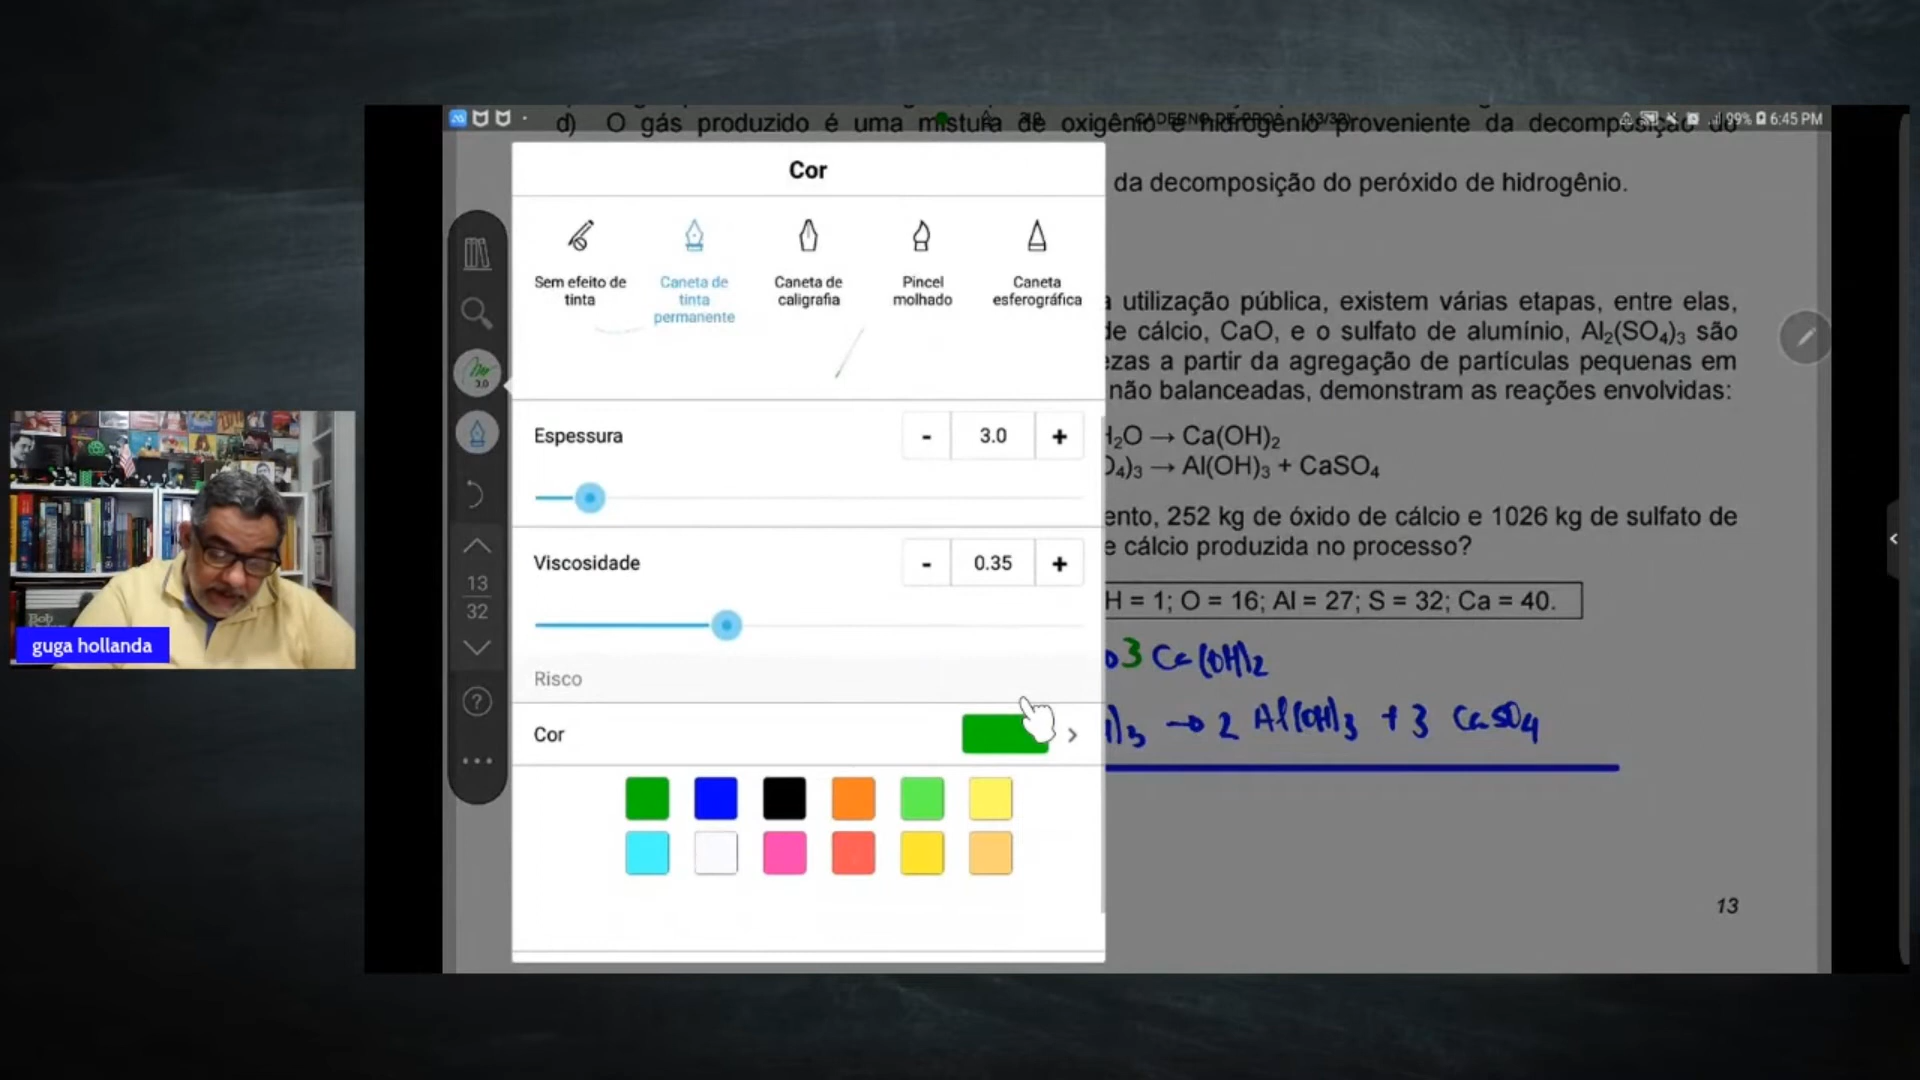 99% 6:45 PM
d) O gás produzido é uma mistura de oxigênio e hidrogênio proveniente da decomposição do
da decomposição do peróxido de hidrogênio.
Cor
Sem efeito de tinta
Caneta de tinta permanente
Caneta de caligrafia
Pincel molhado
Caneta esferográfica
utilização pública, existem várias etapas, entre elas,
de cálcio, CaO, e o sulfato de alumínio, Al₂(SO₄)₃ são
ezas a partir da agregação de partículas pequenas em
não balanceadas, demonstram as reações envolvidas:
3.0
Espessura - 3.0 +
H₂O → Ca(OH)₂
O₄)₃ → Al(OH)₃ + CaSO₄
ento, 252 kg de óxido de cálcio e 1026 kg de sulfato de
e cálcio produzida no processo?
Viscosidade - 0.35 +
13
32
H = 1; O = 16; Al = 27; S = 32; Ca = 40.
guga hollanda
Risco
3 Ca(OH)₂
)₃ → 2 Al(OH)₃ + 3 CaSO₄
Cor
?
13